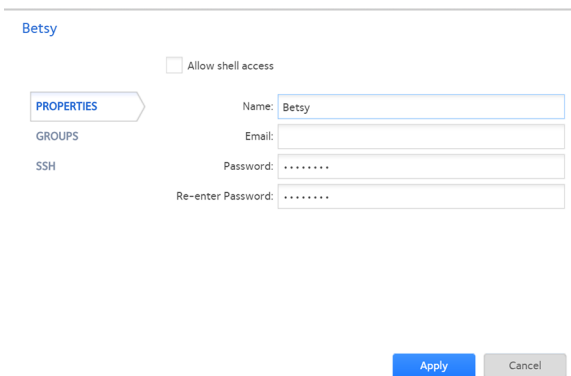 Betsy
Allow shell access
PROPERTIES
Name: Betsy
GROUPS
Email:
SSH
Password: ••••••••
Re-enter Password: ••••••••
Apply Cancel